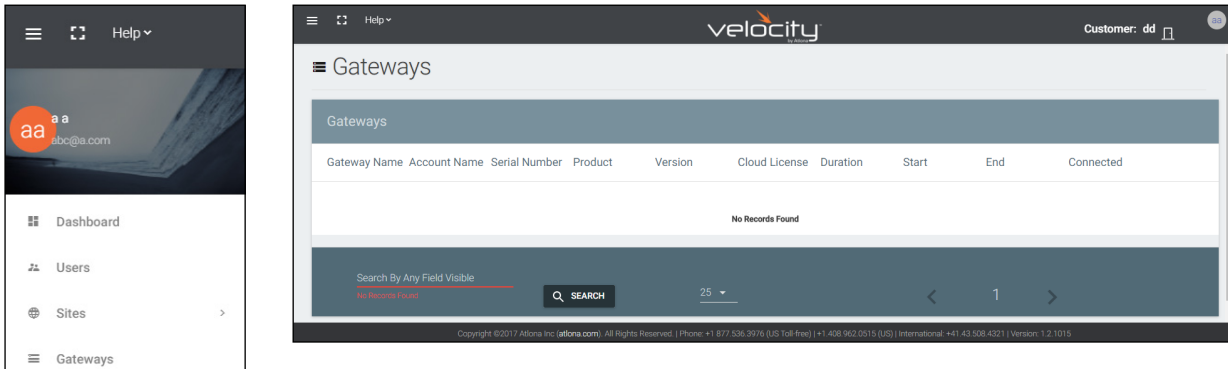 Help
aa
a a
abc@a.com
Dashboard
Users
Sites
Gateways
Help
velocity
by Atlona
Customer: dd
aa
Gateways
Gateways
Gateway Name Account Name Serial Number Product Version Cloud License Duration Start End Connected
No Records Found
Search By Any Field Visible
No Records Found
SEARCH
25
1
Copyright ©2017 Atlona Inc (atlona.com). All Rights Reserved. | Phone: +1 877.536.3976 (US Toll-free) | +1.408.962.0515 (US) | International: +41.43.508.4321 | Version: 1.2.1015